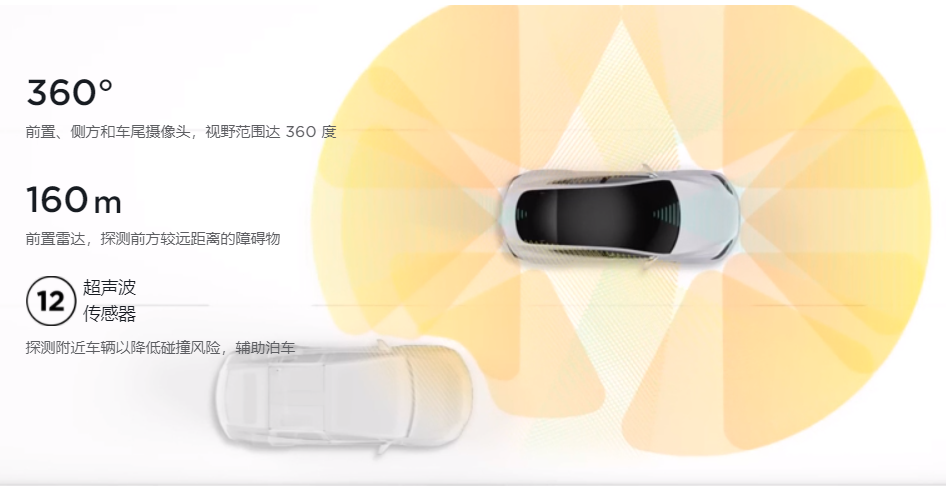 360°
前置、侧方和车尾摄像头，视野范围达 360 度
160 m
前置雷达，探测前方较远距离的障碍物
12 超声波
传感器
探测附近车辆以降低碰撞风险，辅助泊车